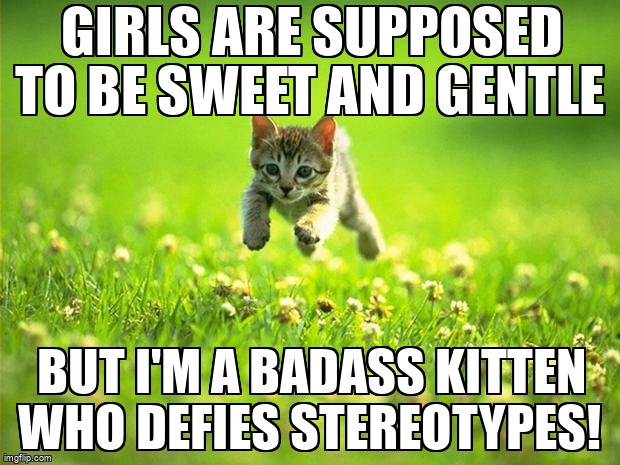 GIRLS ARE SUPPOSED
TO BE SWEET AND GENTLE
BUT I'M A BADASS KITTEN
WHO DEFIES STEREOTYPES!
imgflip.com